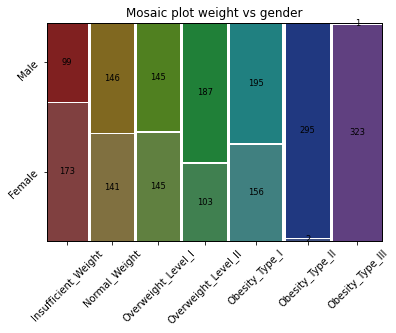 Mosaic plot weight vs gender
Male
Female
99
146
145
187
195
295
1
173
141
145
103
156
2
323
Insufficient_Weight
Normal_Weight
Overweight_Level_I
Overweight_Level_II
Obesity_Type_I
Obesity_Type_II
Obesity_Type_III